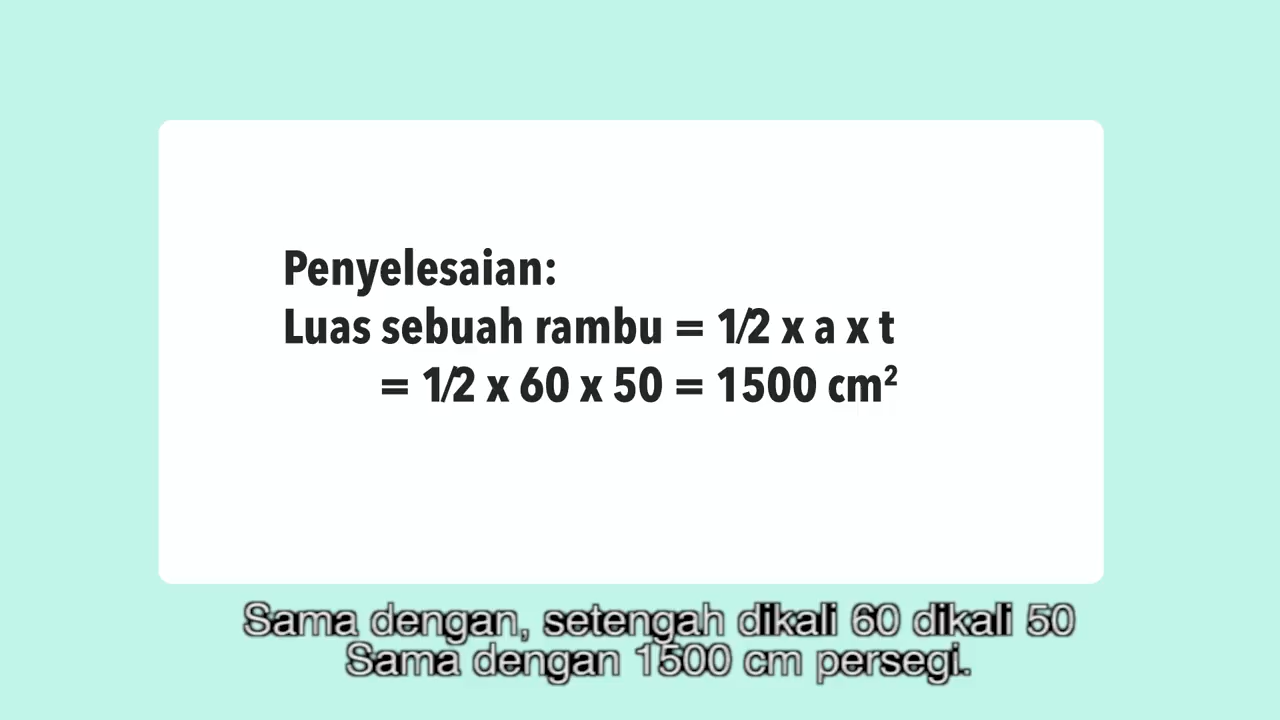 Penyelesaian:
Luas sebuah rambu = 1/2 x a x t
= 1/2 x 60 x 50 = 1500 cm²
Sama dengan, setengah dikali 60 dikali 50
Sama dengan 1500 cm persegi.